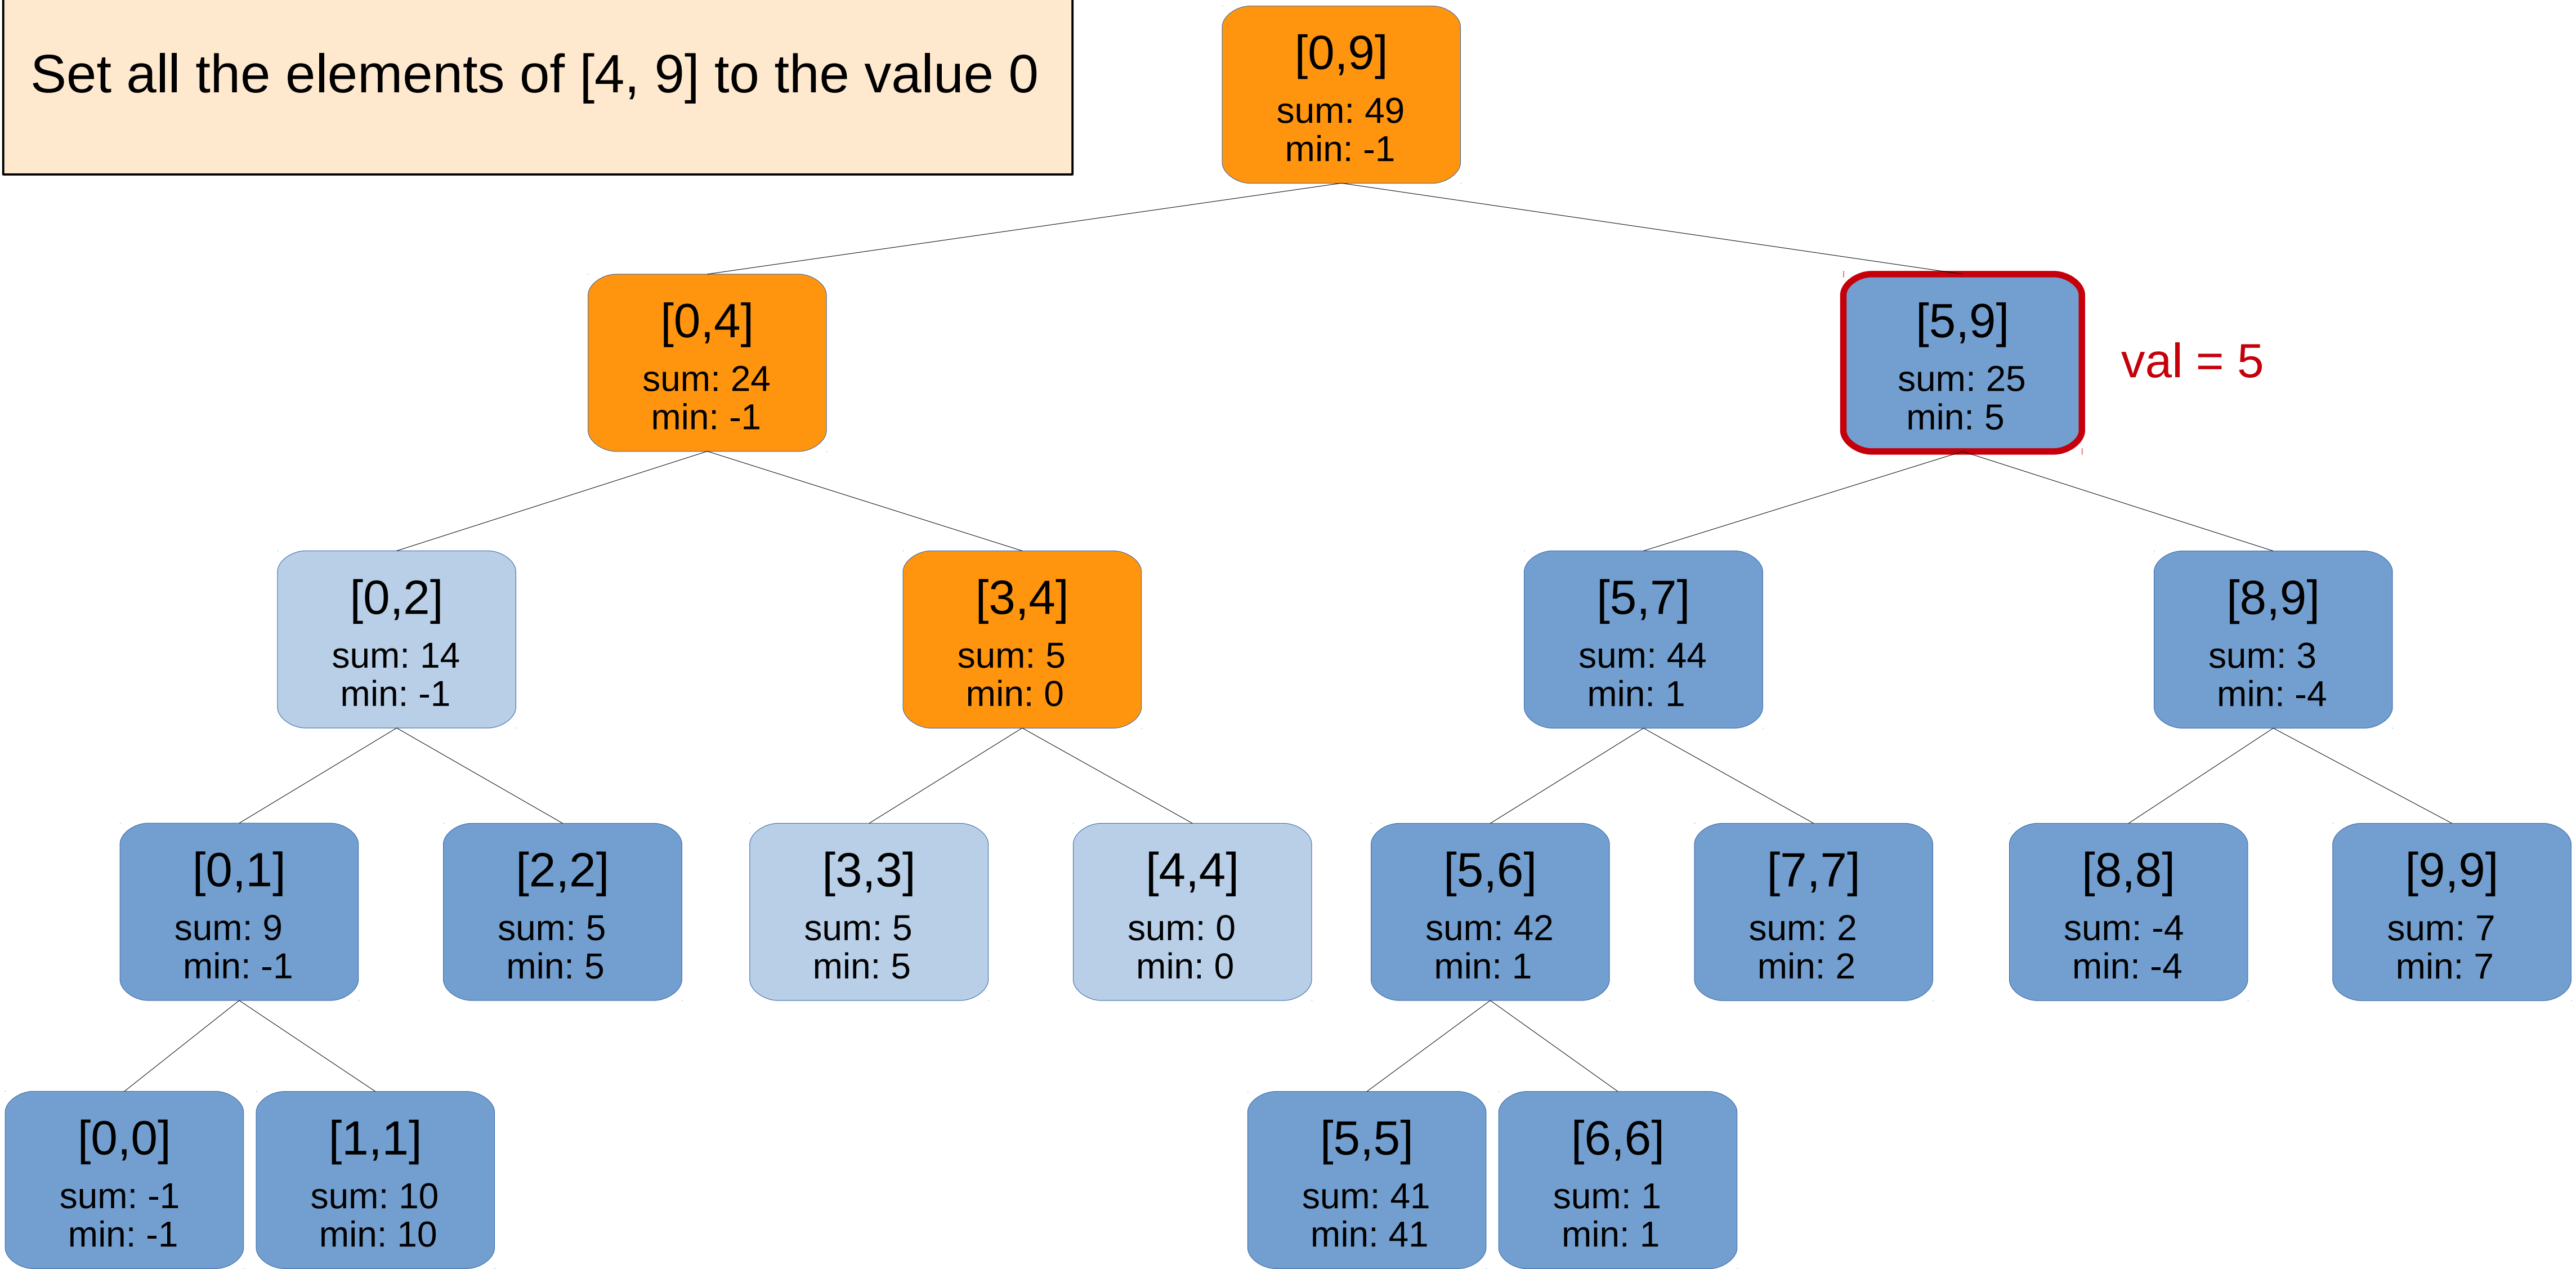 Set all the elements of [4, 9] to the value 0
[0,9]
sum: 49
min: -1
[0,4]
sum: 24
min: -1
[5,9]
sum: 25
min: 5
val = 5
[0,2]
sum: 14
min: -1
[3,4]
sum: 5
min: 0
[5,7]
sum: 44
min: 1
[8,9]
sum: 3
min: -4
[0,1]
sum: 9
min: -1
[2,2]
sum: 5
min: 5
[3,3]
sum: 5
min: 5
[4,4]
sum: 0
min: 0
[5,6]
sum: 42
min: 1
[7,7]
sum: 2
min: 2
[8,8]
sum: -4
min: -4
[9,9]
sum: 7
min: 7
[0,0]
sum: -1
min: -1
[1,1]
sum: 10
min: 10
[5,5]
sum: 41
min: 41
[6,6]
sum: 1
min: 1